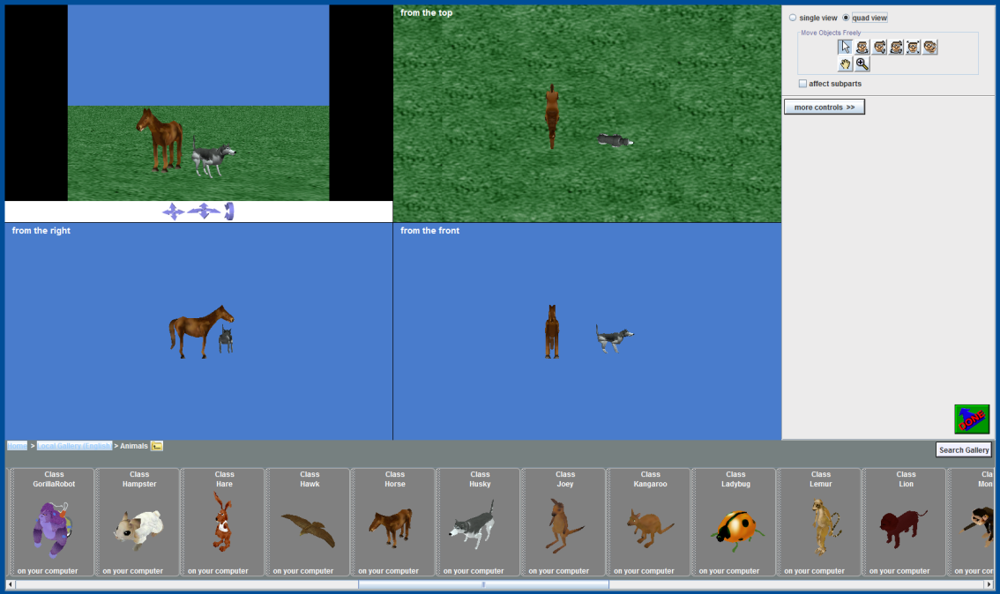 from the top
single view quad view
Move Objects Freely
affect subparts
more controls >>
from the right
from the front
DONE
Home > Local Gallery (English) > Animals
Search Gallery
Class GorillaRobot on your computer
Class Hampster on your computer
Class Hare on your computer
Class Hawk on your computer
Class Horse on your computer
Class Husky on your computer
Class Joey on your computer
Class Kangaroo on your computer
Class Ladybug on your computer
Class Lemur on your computer
Class Lion on your computer
Cla
Mon
on your con